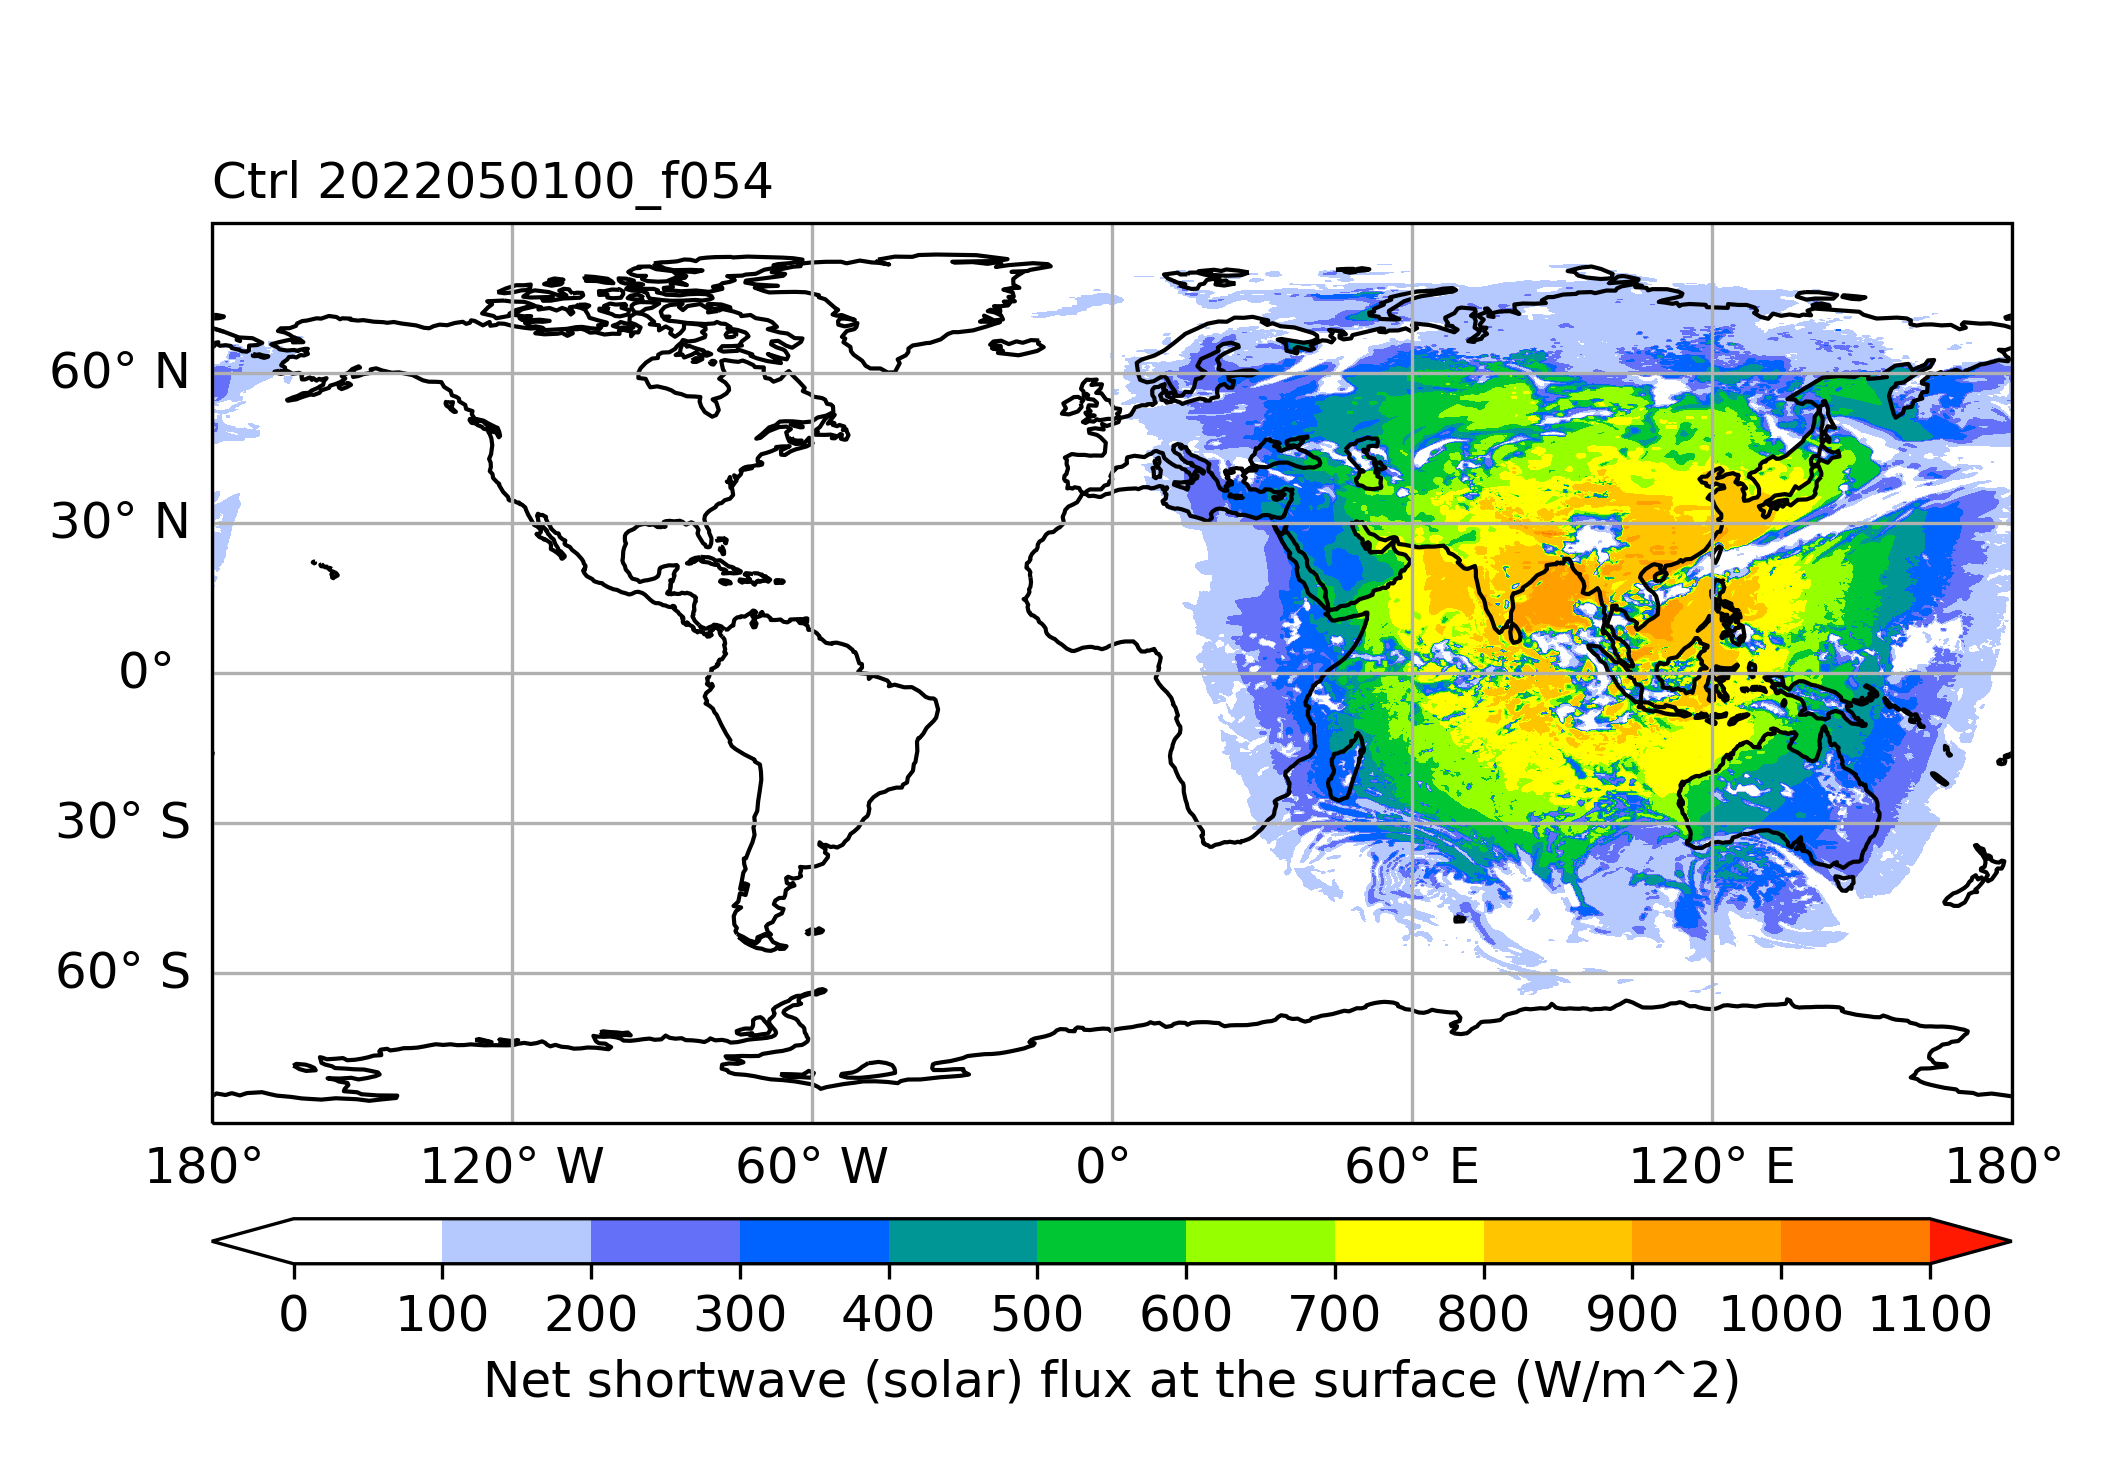 Ctrl 2022050100_f054
60° N
30° N
0°
30° S
60° S
180° 120° W 60° W 0° 60° E 120° E 180°
0 100 200 300 400 500 600 700 800 900 1000 1100
Net shortwave (solar) flux at the surface (W/m^2)